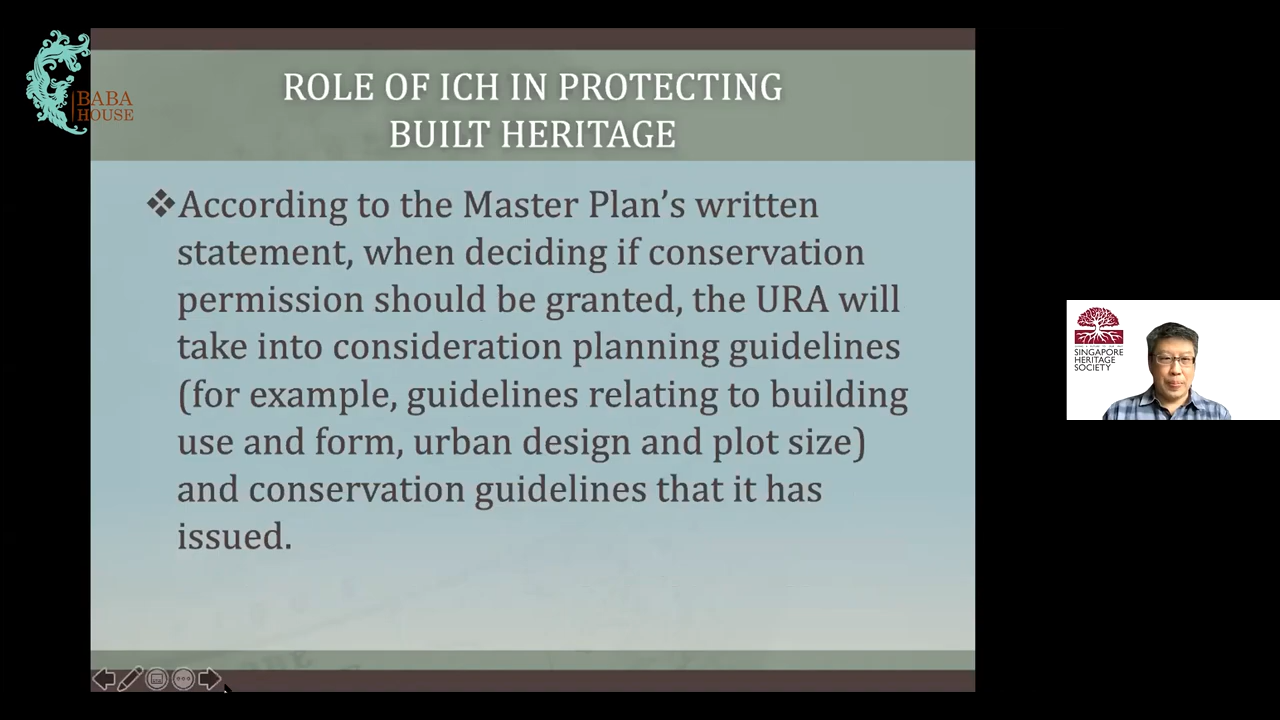 BABA
HOUSE
ROLE OF ICH IN PROTECTING
BUILT HERITAGE
❖According to the Master Plan’s written
statement, when deciding if conservation
permission should be granted, the URA will
take into consideration planning guidelines
(for example, guidelines relating to building
use and form, urban design and plot size)
and conservation guidelines that it has
issued.
SINGAPORE
HERITAGE
SOCIETY